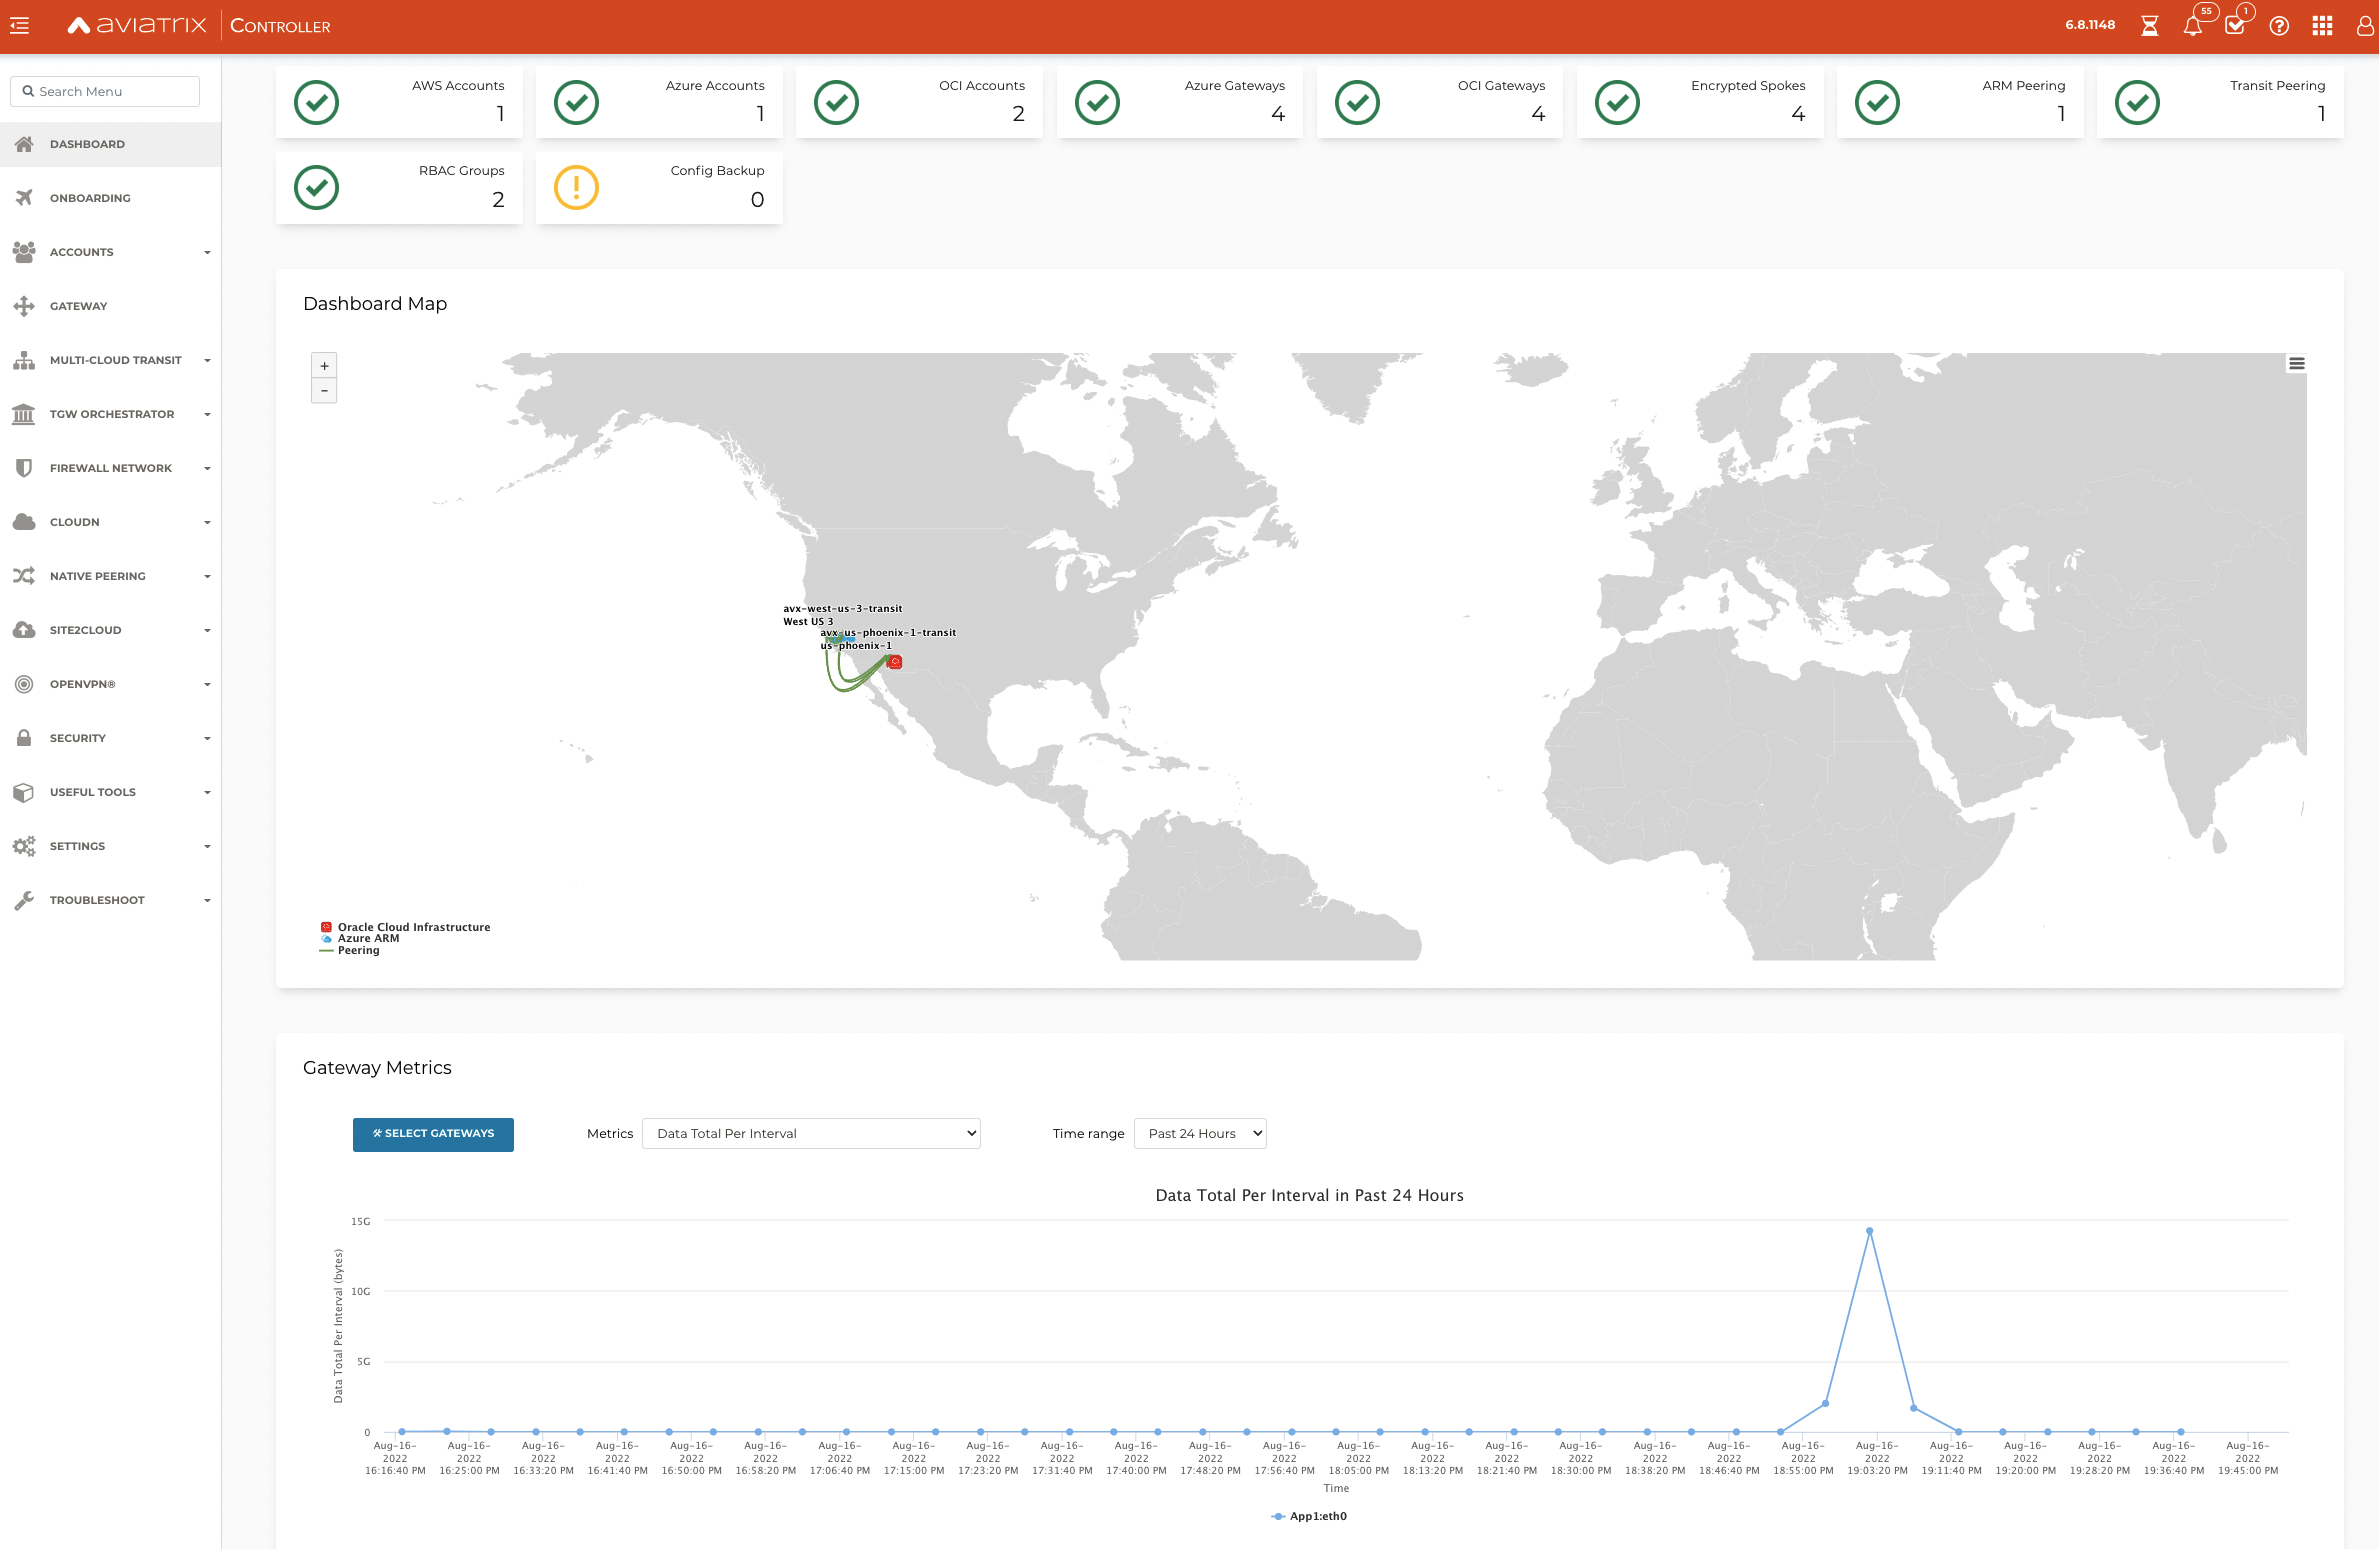 aviatrix Controller
6.8.1148
55
1
Search Menu
DASHBOARD
ONBOARDING
ACCOUNTS
GATEWAY
MULTI-CLOUD TRANSIT
TGW ORCHESTRATOR
FIREWALL NETWORK
CLOUDN
NATIVE PEERING
SITE2CLOUD
OPENVPN®
SECURITY
USEFUL TOOLS
SETTINGS
TROUBLESHOOT
AWS Accounts
1
Azure Accounts
1
OCI Accounts
2
Azure Gateways
4
OCI Gateways
4
Encrypted Spokes
4
ARM Peering
1
Transit Peering
1
RBAC Groups
2
Config Backup
0
Dashboard Map
+
-
avx-west-us-3-transit
West US 3
avx-us-phoenix-1-transit
us-phoenix-1
Oracle Cloud Infrastructure
Azure ARM
Peering
Gateway Metrics
SELECT GATEWAYS
Metrics
Data Total Per Interval
Time range
Past 24 Hours
Data Total Per Interval in Past 24 Hours
Data Total Per Interval (bytes)
15G
10G
5G
0
Aug-16-2022 16:16:40 PM
Aug-16-2022 16:25:00 PM
Aug-16-2022 16:33:20 PM
Aug-16-2022 16:41:40 PM
Aug-16-2022 16:50:00 PM
Aug-16-2022 16:58:20 PM
Aug-16-2022 17:06:40 PM
Aug-16-2022 17:15:00 PM
Aug-16-2022 17:23:20 PM
Aug-16-2022 17:31:40 PM
Aug-16-2022 17:40:00 PM
Aug-16-2022 17:48:20 PM
Aug-16-2022 17:56:40 PM
Aug-16-2022 18:05:00 PM
Aug-16-2022 18:13:20 PM
Aug-16-2022 18:21:40 PM
Aug-16-2022 18:30:00 PM
Aug-16-2022 18:38:20 PM
Aug-16-2022 18:46:40 PM
Aug-16-2022 18:55:00 PM
Aug-16-2022 19:03:20 PM
Aug-16-2022 19:11:40 PM
Aug-16-2022 19:20:00 PM
Aug-16-2022 19:28:20 PM
Aug-16-2022 19:36:40 PM
Aug-16-2022 19:45:00 PM
Time
App1:eth0